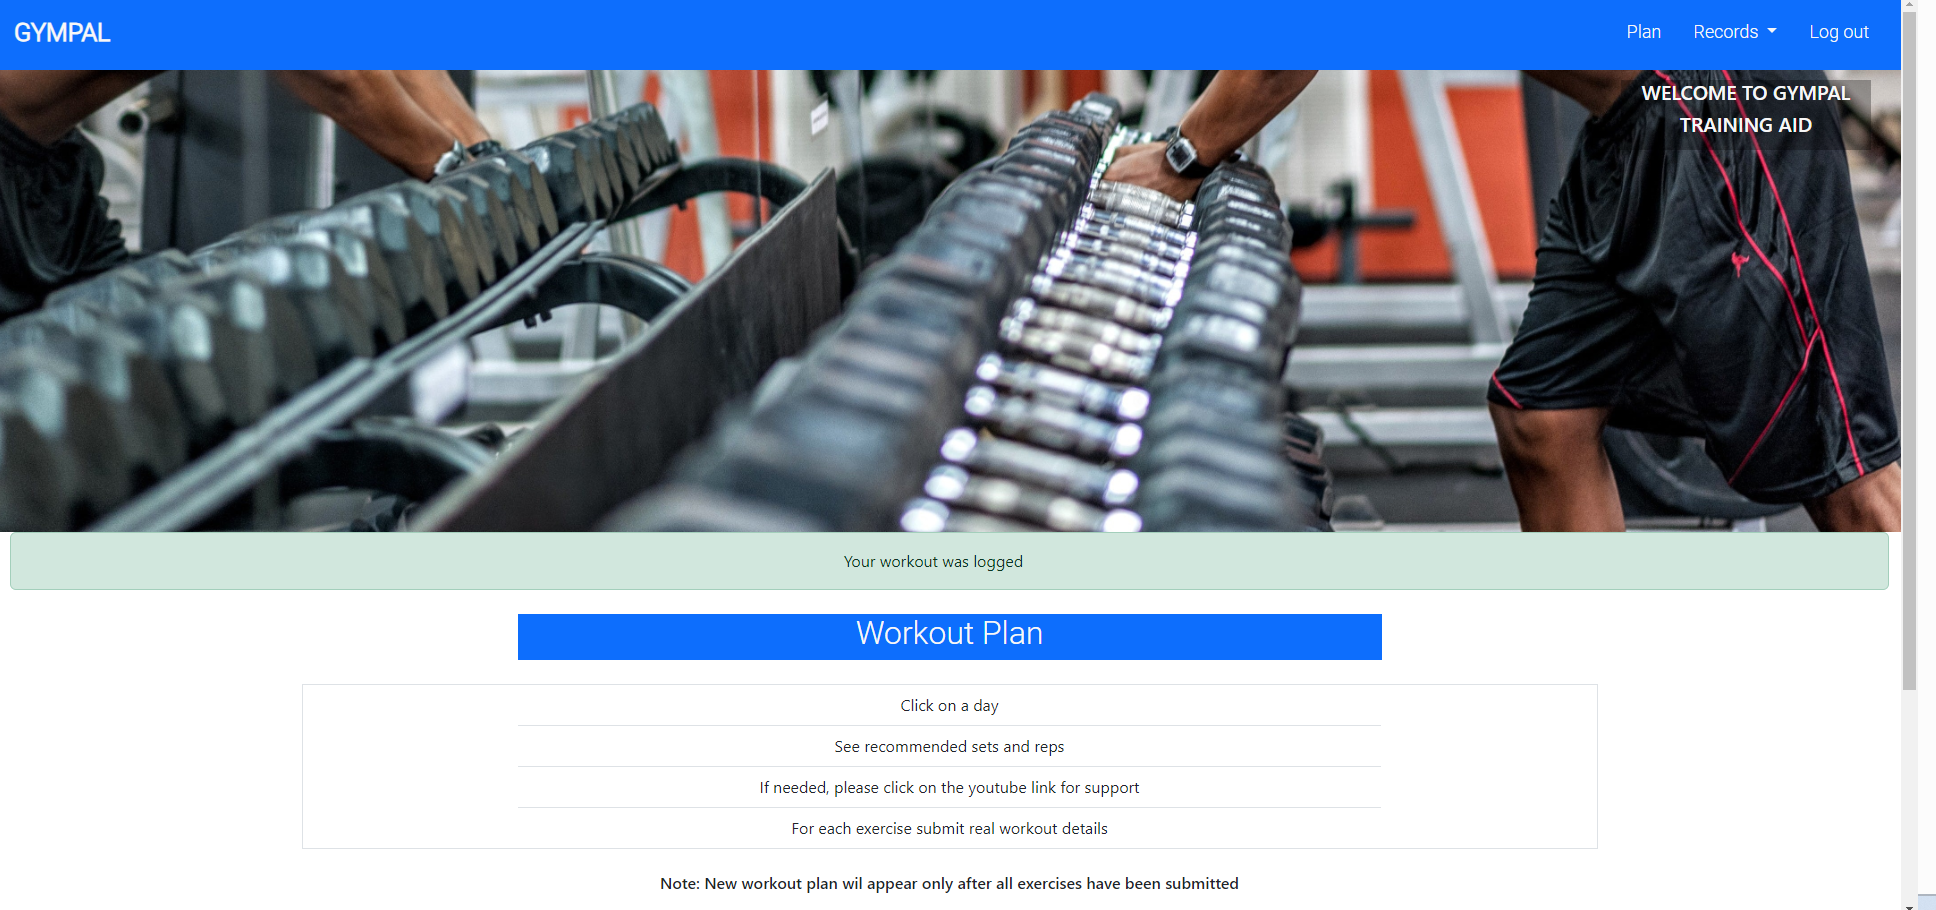 GYMPAL
Plan Records Log out
WELCOME TO GYMPAL
TRAINING AID
Your workout was logged
Workout Plan
Click on a day
See recommended sets and reps
If needed, please click on the youtube link for support
For each exercise submit real workout details
Note: New workout plan wil appear only after all exercises have been submitted